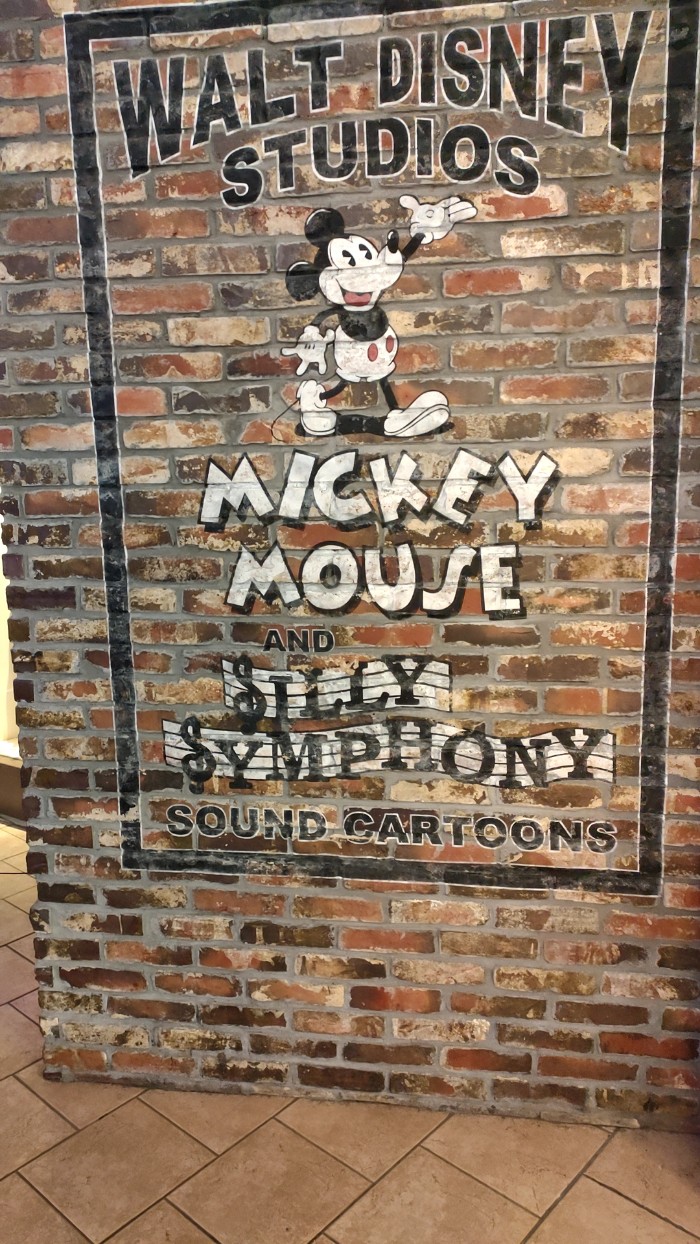 WALT DISNEY
STUDIOS
MICKEY
MOUSE
AND
SILLY
SYMPHONY
SOUND CARTOONS